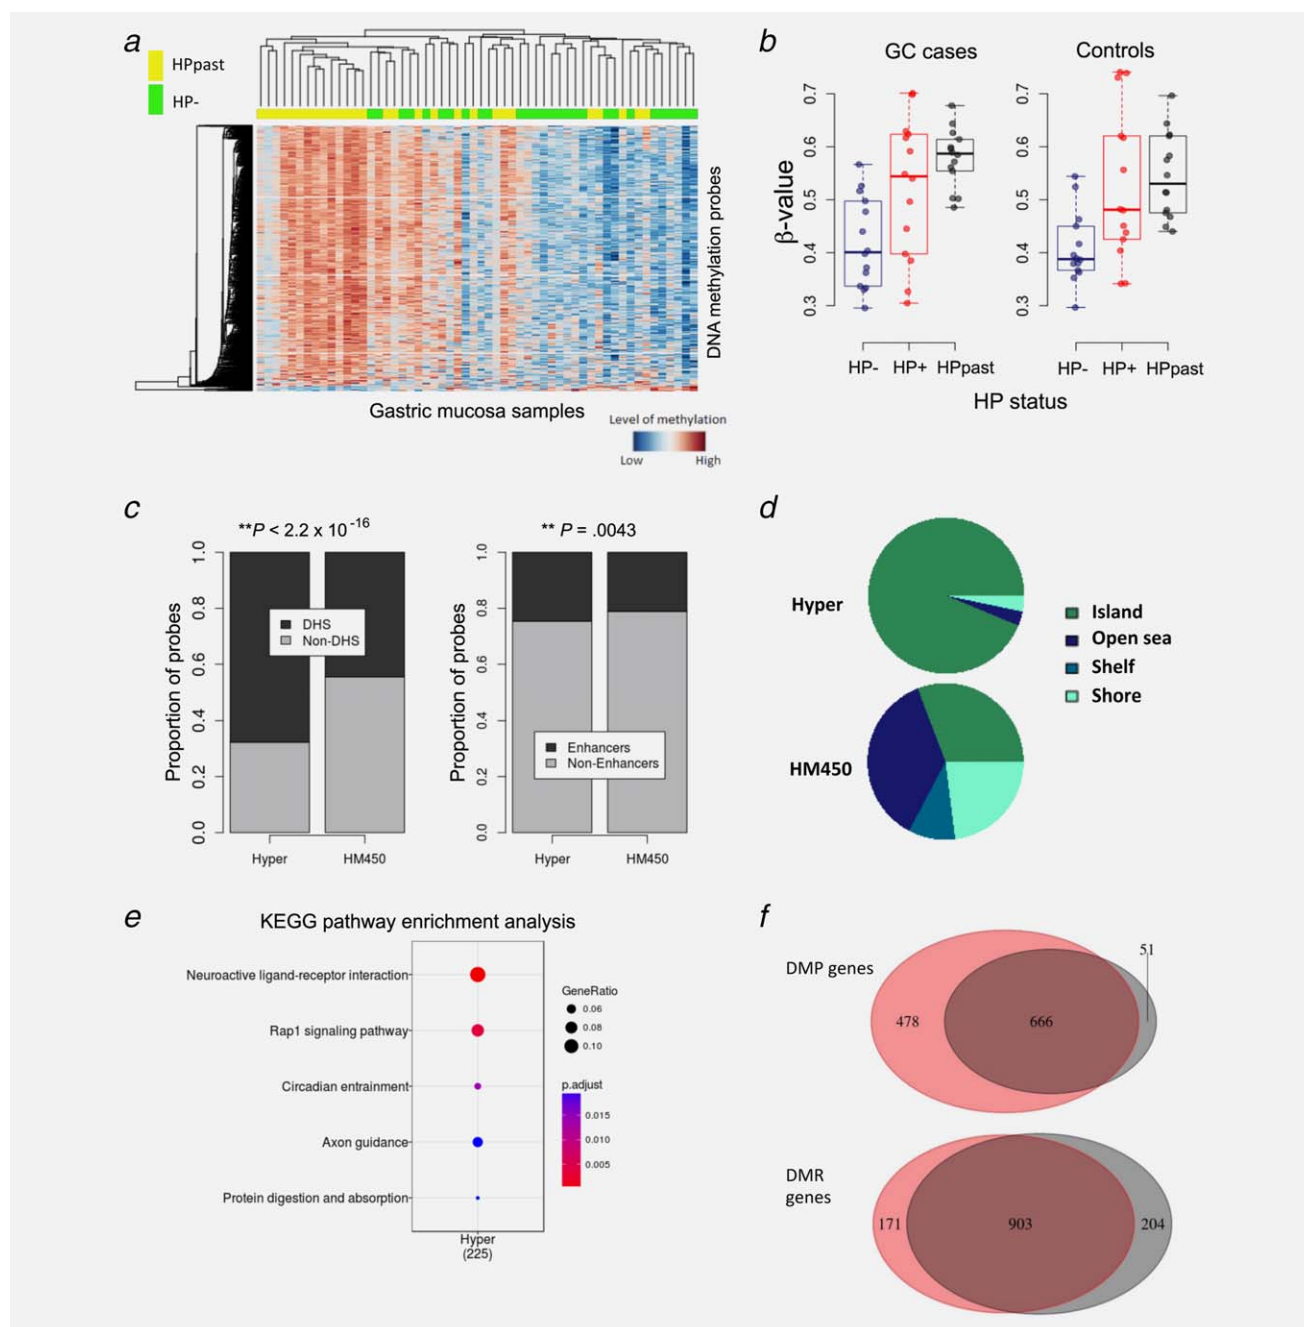 a
HPpast
HP-
DNA methylation probes
Gastric mucosa samples
Level of methylation
Low High
b
GC cases Controls
β-value
0.7
0.6
0.5
0.4
0.3
0.7
0.6
0.5
0.4
0.3
HP- HP+ HPpast HP- HP+ HPpast
HP status
c
**P < 2.2 x 10 -16
Proportion of probes
1.0
0.8
0.6
0.4
0.2
0.0
DHS
Non-DHS
Hyper HM450
** P = .0043
Proportion of probes
1.0
0.8
0.6
0.4
0.2
0.0
Enhancers
Non-Enhancers
Hyper HM450
d
Hyper
HM450
Island
Open sea
Shelf
Shore
e
KEGG pathway enrichment analysis
Neuroactive ligand-receptor interaction
Rap1 signaling pathway
Circadian entrainment
Axon guidance
Protein digestion and absorption
Hyper
(225)
GeneRatio
0.06
0.08
0.10
p.adjust
0.015
0.010
0.005
f
DMP genes
478 666 51
DMR
genes
171 903 204